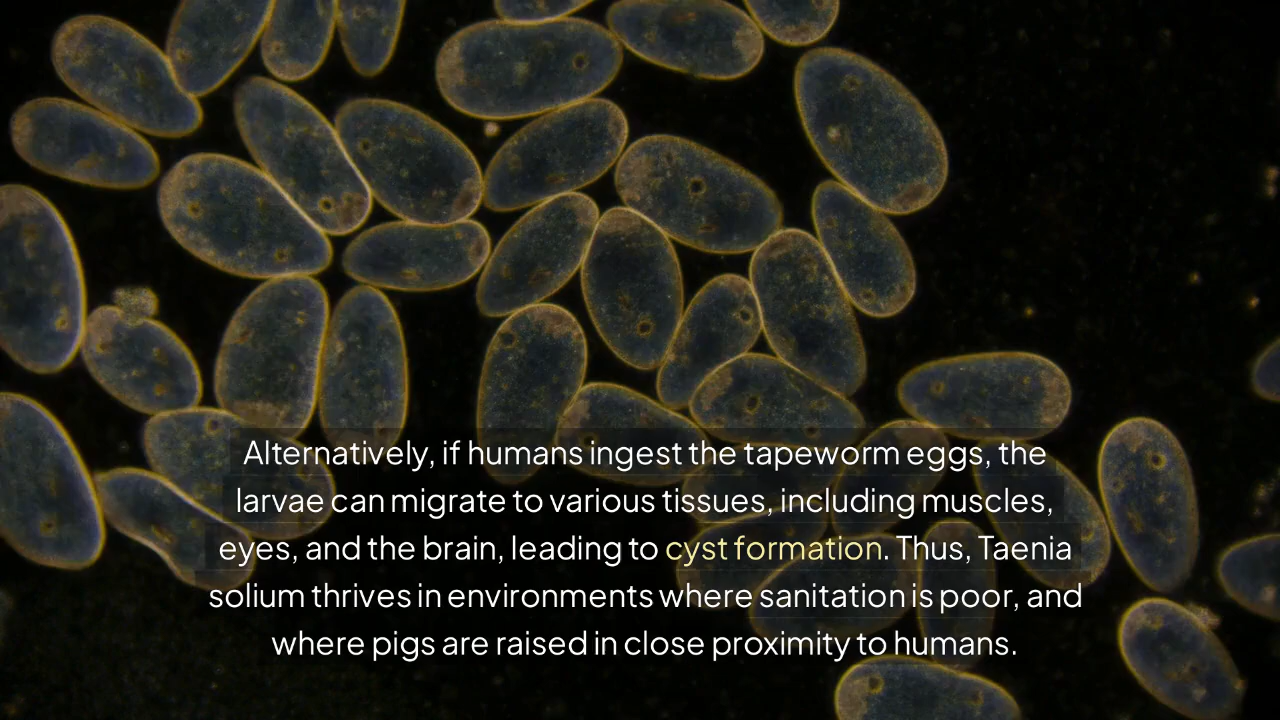 Alternatively, if humans ingest the tapeworm eggs, the
larvae can migrate to various tissues, including muscles,
eyes, and the brain, leading to cyst formation. Thus, Taenia
solium thrives in environments where sanitation is poor, and
where pigs are raised in close proximity to humans.